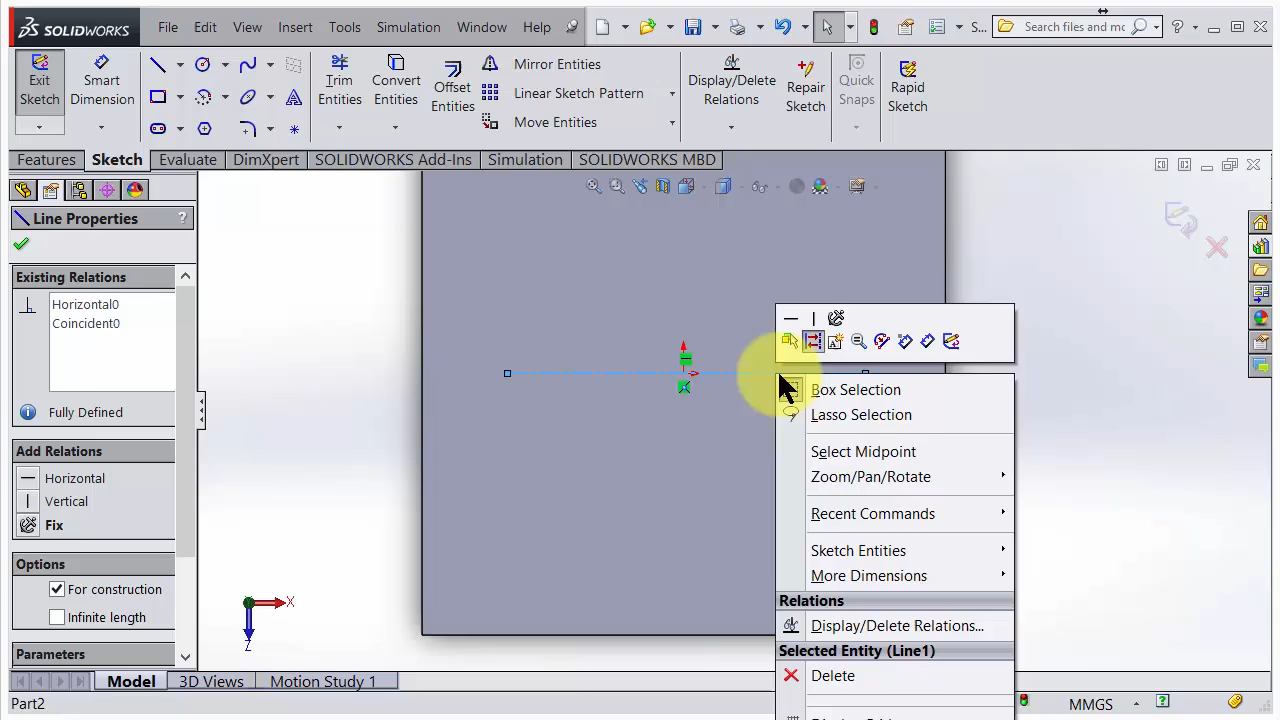 SOLIDWORKS File Edit View Insert Tools Simulation Window Help S... Search files and mo
Exit Sketch
Smart Dimension
Trim Entities
Convert Entities
Offset Entities
Mirror Entities
Linear Sketch Pattern
Move Entities
Display/Delete Relations
Repair Sketch
Quick Snaps
Rapid Sketch
Features Sketch Evaluate DimXpert SOLIDWORKS Add-Ins Simulation SOLIDWORKS MBD
Line Properties ?
Existing Relations
Horizontal0
Coincident0
Fully Defined
Add Relations
Horizontal
Vertical
Fix
Options
For construction
Infinite length
Parameters
X
Z
Box Selection
Lasso Selection
Select Midpoint
Zoom/Pan/Rotate
Recent Commands
Sketch Entities
More Dimensions
Relations
Display/Delete Relations...
Selected Entity (Line1)
Delete
Model 3D Views Motion Study 1
Part2 MMGS